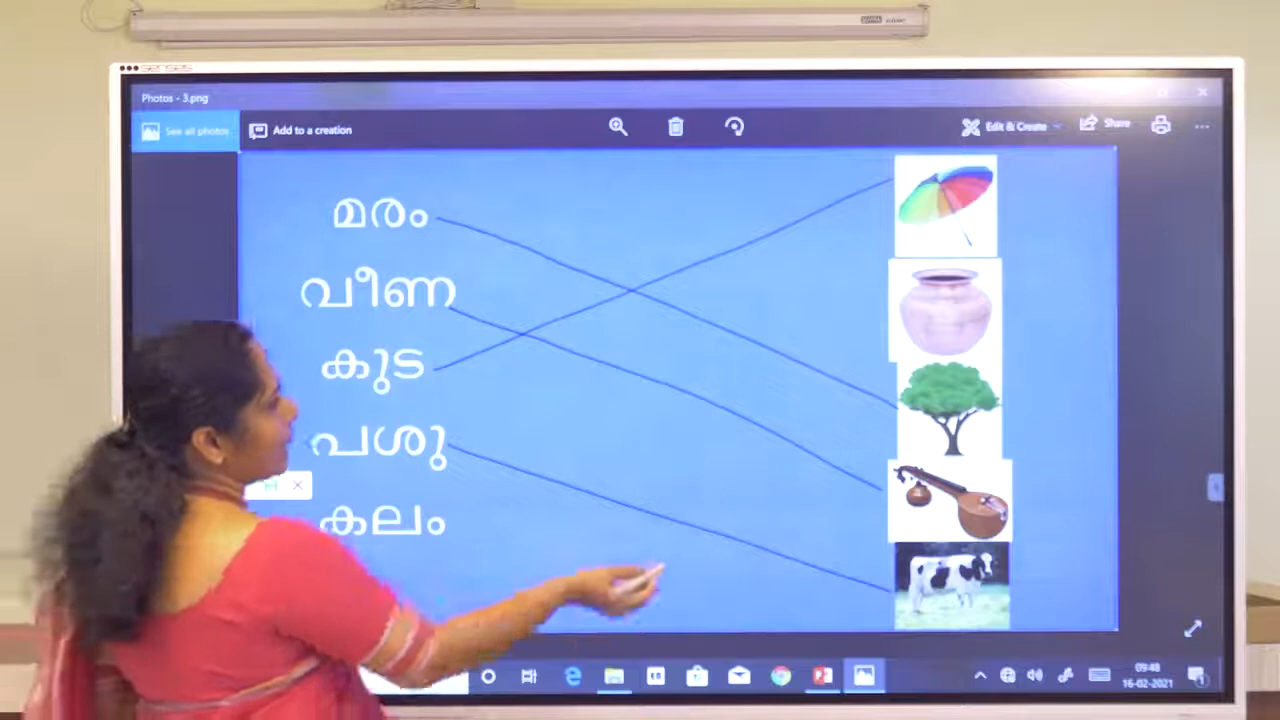 Photos - 3.png
See all photos
Add to a creation
Edit & Create
Share
മരം
വീണ
കുട
പശു
കലം
09:48
16-02-2021